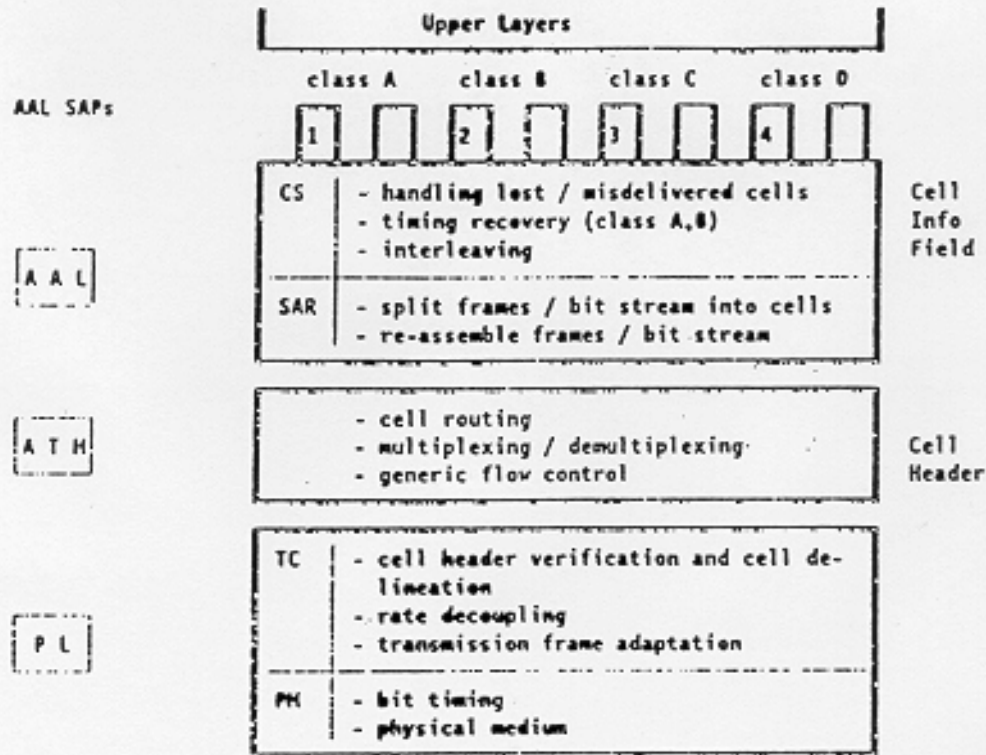 Upper Layers
class A class B class C class D
AAL SAPs
1 2 3 4
CS - handling lost / misdelivered cells Cell
- timing recovery (class A,B) Info
- interleaving Field
A A L
SAR - split frames / bit stream into cells
- re-assemble frames / bit stream
- cell routing
A T M - multiplexing / demultiplexing Cell
- generic flow control Header
TC - cell header verification and cell de-
lineation
- rate decoupling
P L - transmission frame adaptation
PM - bit timing
- physical medium